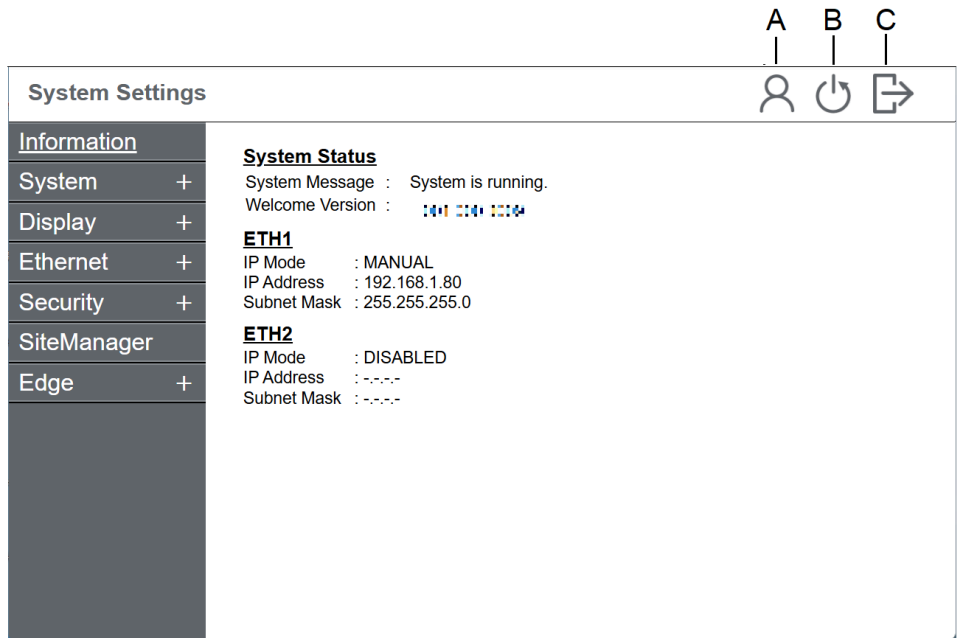 A B C
System Settings
Information
System +
Display +
Ethernet +
Security +
SiteManager
Edge +
System Status
System Message : System is running.
Welcome Version :
ETH1
IP Mode : MANUAL
IP Address : 192.168.1.80
Subnet Mask : 255.255.255.0
ETH2
IP Mode : DISABLED
IP Address : -.-.-.-
Subnet Mask : -.-.-.-